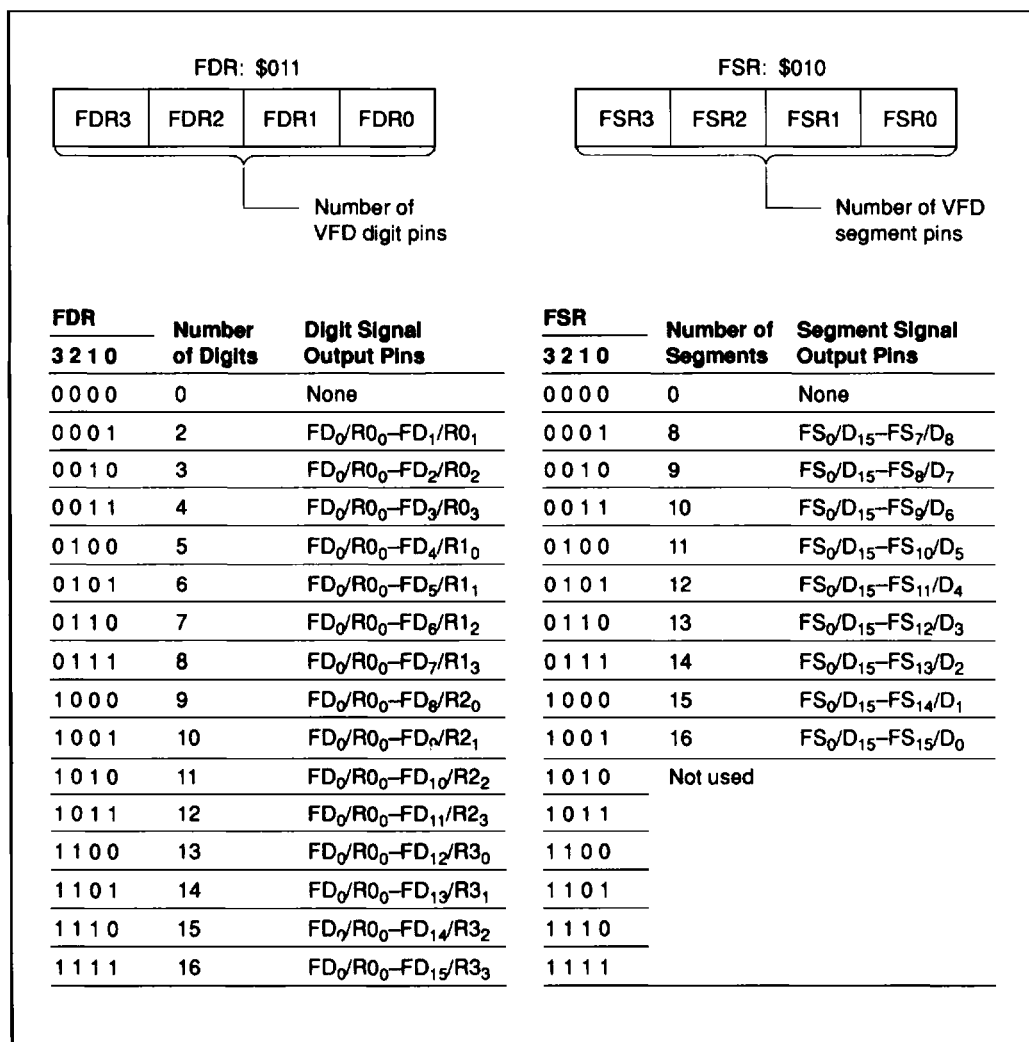 FDR: $011
FDR3 FDR2 FDR1 FDR0
Number of
VFD digit pins
FSR: $010
FSR3 FSR2 FSR1 FSR0
Number of VFD
segment pins
FDR
3 2 1 0 Number of Digits Digit Signal Output Pins
0 0 0 0 0 None
0 0 0 1 2 FD₀/R0₀–FD₁/R0₁
0 0 1 0 3 FD₀/R0₀–FD₂/R0₂
0 0 1 1 4 FD₀/R0₀–FD₃/R0₃
0 1 0 0 5 FD₀/R0₀–FD₄/R1₀
0 1 0 1 6 FD₀/R0₀–FD₅/R1₁
0 1 1 0 7 FD₀/R0₀–FD₆/R1₂
0 1 1 1 8 FD₀/R0₀–FD₇/R1₃
1 0 0 0 9 FD₀/R0₀–FD₈/R2₀
1 0 0 1 10 FD₀/R0₀–FD₉/R2₁
1 0 1 0 11 FD₀/R0₀–FD₁₀/R2₂
1 0 1 1 12 FD₀/R0₀–FD₁₁/R2₃
1 1 0 0 13 FD₀/R0₀–FD₁₂/R3₀
1 1 0 1 14 FD₀/R0₀–FD₁₃/R3₁
1 1 1 0 15 FD₀/R0₀–FD₁₄/R3₂
1 1 1 1 16 FD₀/R0₀–FD₁₅/R3₃
FSR
3 2 1 0 Number of Segments Segment Signal Output Pins
0 0 0 0 0 None
0 0 0 1 8 FS₀/D₁₅–FS₇/D₈
0 0 1 0 9 FS₀/D₁₅–FS₈/D₇
0 0 1 1 10 FS₀/D₁₅–FS₉/D₆
0 1 0 0 11 FS₀/D₁₅–FS₁₀/D₅
0 1 0 1 12 FS₀/D₁₅–FS₁₁/D₄
0 1 1 0 13 FS₀/D₁₅–FS₁₂/D₃
0 1 1 1 14 FS₀/D₁₅–FS₁₃/D₂
1 0 0 0 15 FS₀/D₁₅–FS₁₄/D₁
1 0 0 1 16 FS₀/D₁₅–FS₁₅/D₀
1 0 1 0 Not used
1 0 1 1
1 1 0 0
1 1 0 1
1 1 1 0
1 1 1 1